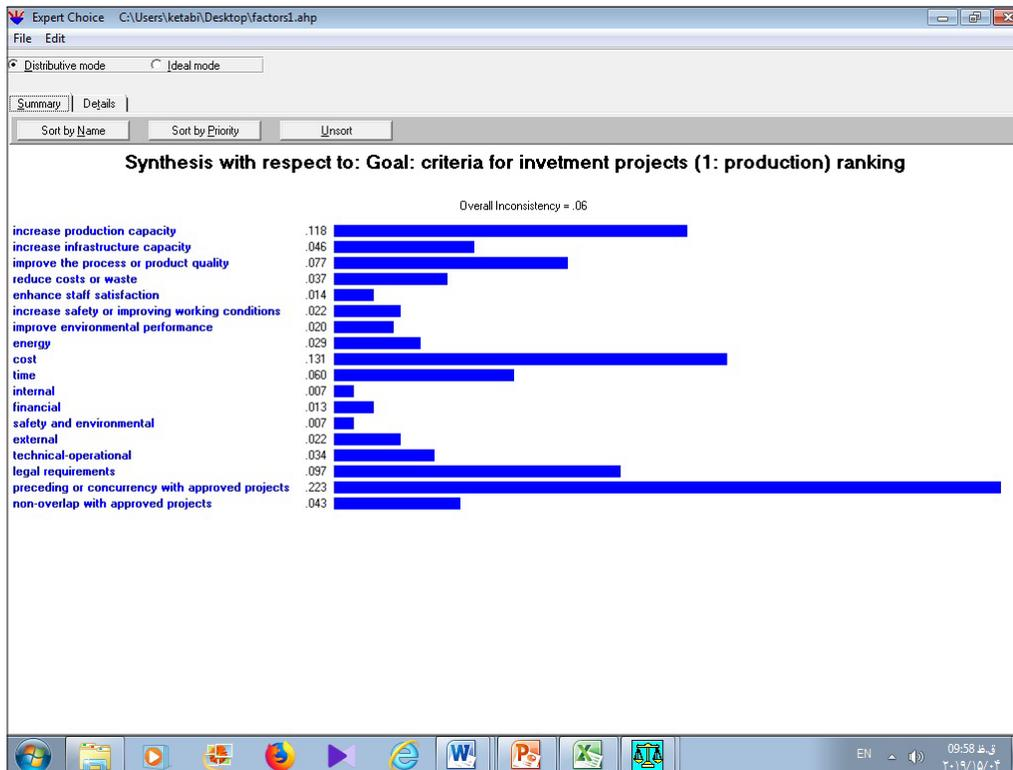 Expert Choice C:\Users\ketabi\Desktop\factors1.ahp
File Edit
Distributive mode Ideal mode
Summary Details
Sort by Name Sort by Priority Unsort
Synthesis with respect to: Goal: criteria for invetment projects (1: production) ranking
Overall Inconsistency = .06
increase production capacity .118
increase infrastructure capacity .046
improve the process or product quality .077
reduce costs or waste .037
enhance staff satisfaction .014
increase safety or improving working conditions .022
improve environmental performance .020
energy .029
cost .131
time .060
internal .007
financial .013
safety and environmental .007
external .022
technical-operational .034
legal requirements .097
preceding or concurrency with approved projects .223
non-overlap with approved projects .043
EN 09:58 ق.ظ
۲۰۱۹/۱۵/۰۴